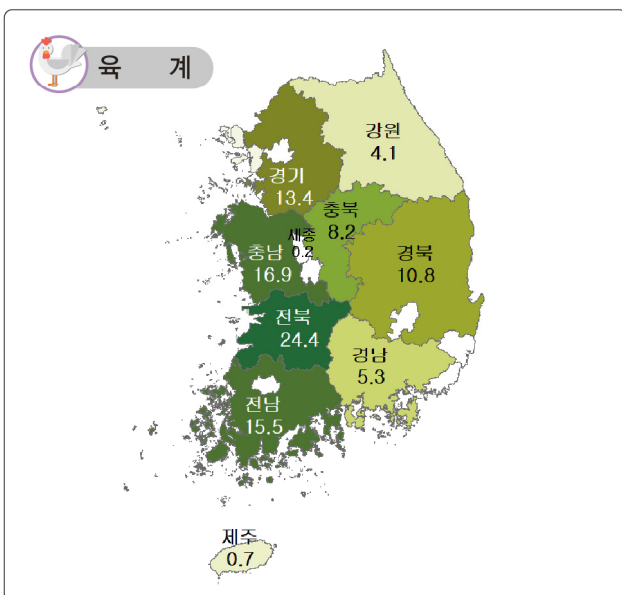 육 계
강원
4.1
경기
13.4
충북
8.2
세종
0.2
충남
16.9
경북
10.8
전북
24.4
경남
5.3
전남
15.5
제주
0.7